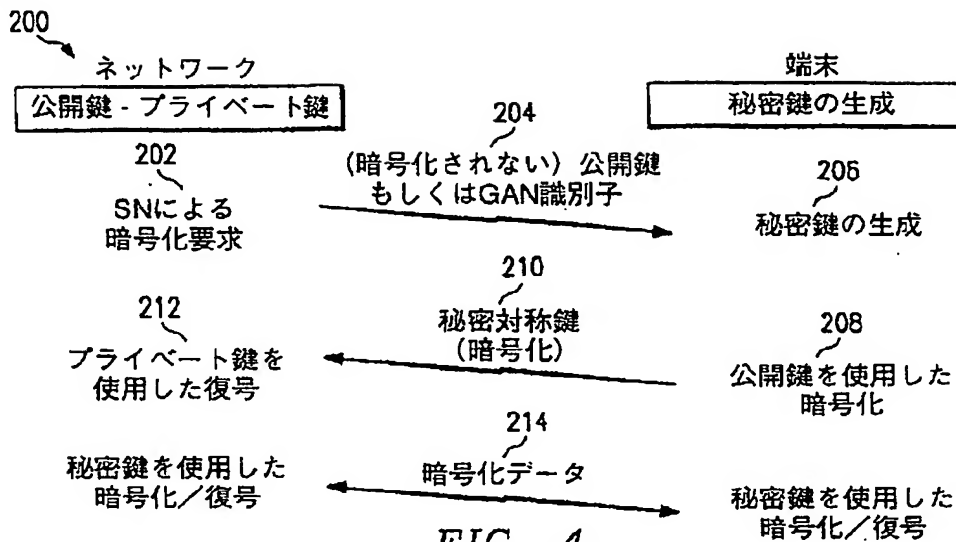 200
ネットワーク
端末
公開鍵 - プライベート鍵
秘密鍵の生成
204
202
(暗号化されない) 公開鍵
もしくはGAN識別子
206
SNによる
暗号化要求
秘密鍵の生成
210
212
秘密対称鍵
(暗号化)
208
プライベート鍵を
使用した復号
公開鍵を使用した
暗号化
214
秘密鍵を使用した
暗号化/復号
暗号化データ
秘密鍵を使用した
暗号化/復号
FIG. 4